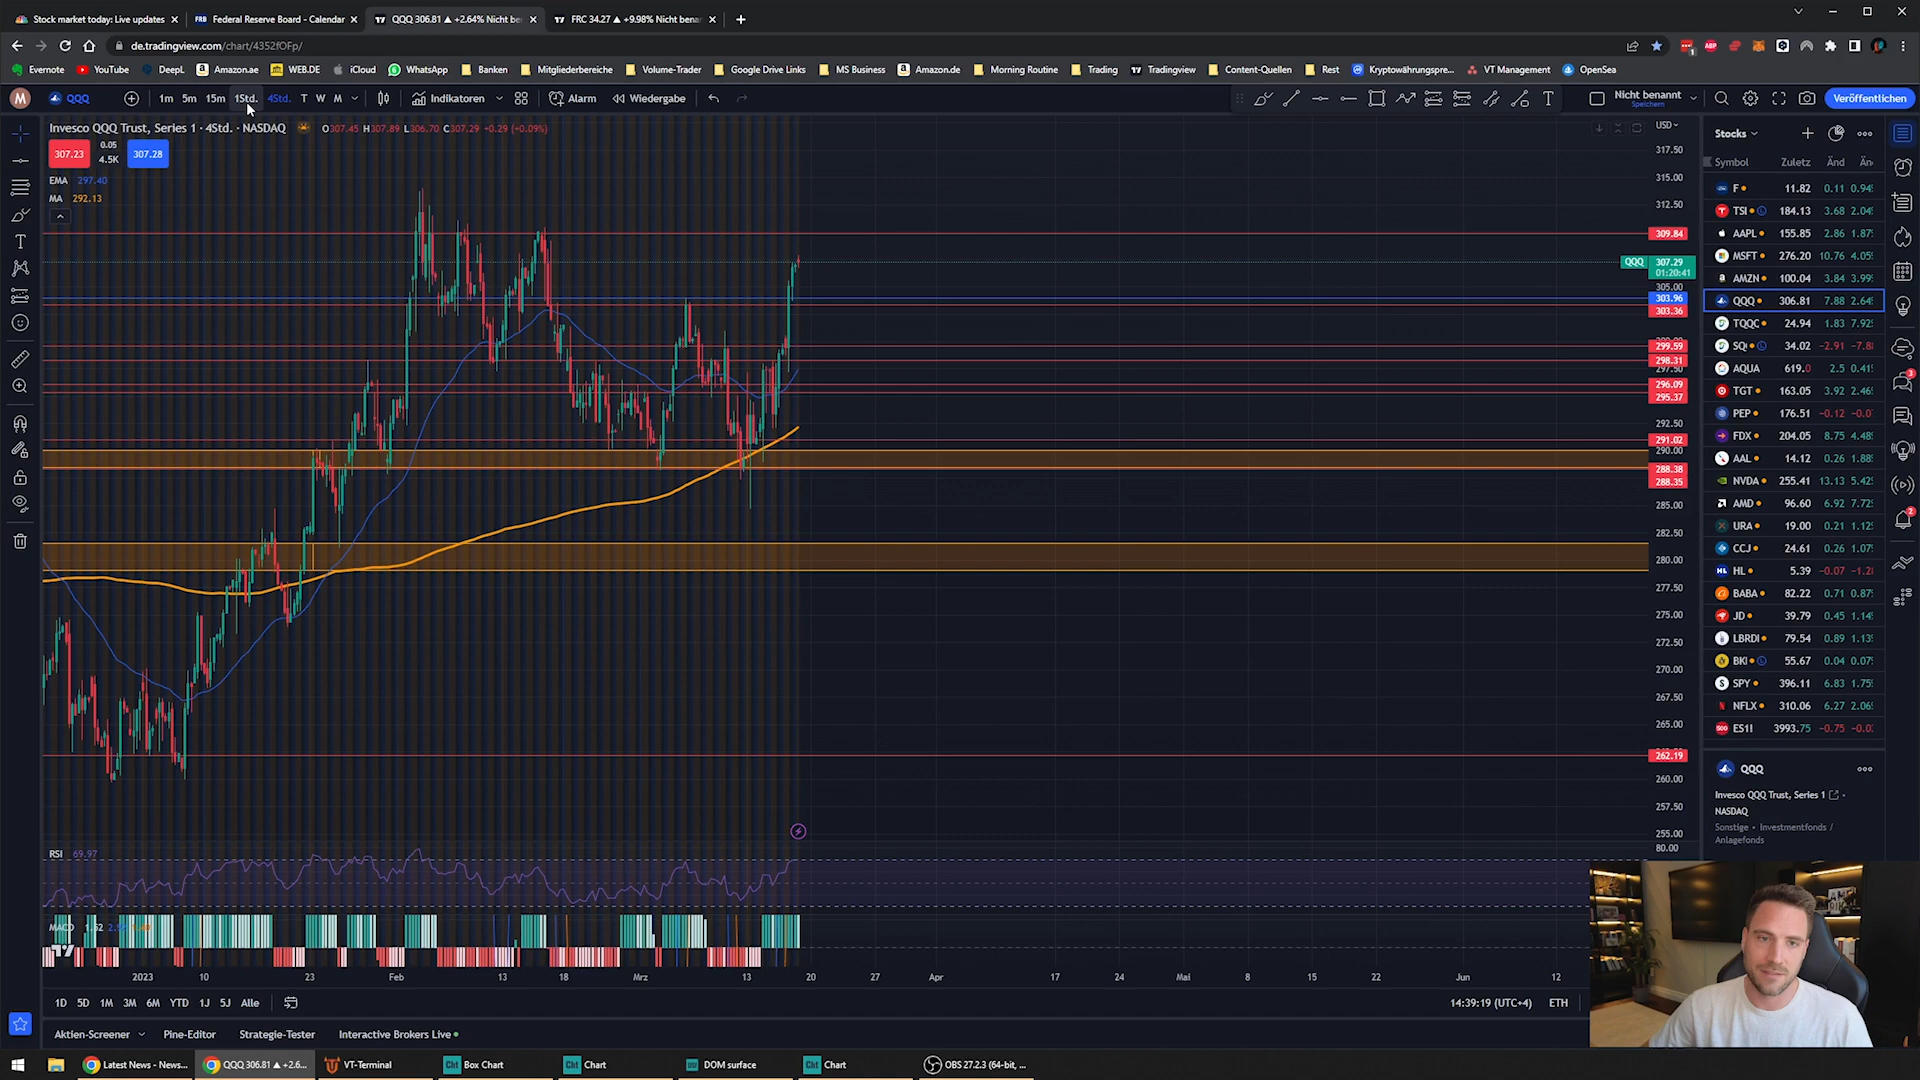 Stock market today: Live updates
Federal Reserve Board - Calendar
QQQ 306.81 ▲ +2.64% Nicht be
FRC 34.27 ▲ +9.98% Nicht bena
de.tradingview.com/chart/4352fOFp/
Evernote YouTube DeepL Amazon.ae WEB.DE iCloud WhatsApp Banken Mitgliederbereiche Volume-Trader Google Drive Links MS Business Amazon.de Morning Routine Trading Tradingview Content-Quellen Rest Kryptowährungspre... VT Management OpenSea
M QQQ 1m 5m 15m 1Std. 4Std. T W M Indikatoren Alarm Wiedergabe Nicht benannt Speichern Veröffentlichen
Invesco QQQ Trust, Series 1 · 4Std. · NASDAQ O307.45 H307.89 L306.70 C307.29 +0.29 (+0.09%)
307.23 0.05 4.5K 307.28
EMA 297.40
MA 292.13
USD
317.50
315.00
312.50
309.84
QQQ 307.29
01:20:41
305.00
303.96
303.36
299.59
298.31
297.50
296.09
295.37
292.50
291.02
290.00
288.38
288.35
285.00
282.50
280.00
277.50
275.00
272.50
270.00
267.50
265.00
262.19
260.00
257.50
255.00
80.00
RSI 69.97
MACD 1.52
2023 10 23 Feb 13 18 Mrz 13 20 27 Apr 17 24 Mai 8 15 22 Jun 12
1D 5D 1M 3M 6M YTD 1J 5J Alle
14:39:19 (UTC+4) ETH
Aktien-Screener Pine-Editor Strategie-Tester Interactive Brokers Live
Stocks
Symbol Zuletz Änd Än
F 11.82 0.11 0.94
TSI 184.13 3.68 2.04
AAPL 155.85 2.86 1.87
MSFT 276.20 10.76 4.05
AMZN 100.04 3.84 3.99
QQQ 306.81 7.88 2.64
TQQC 24.94 1.83 7.92
SQ 34.02 −2.91 −7.8
AQUA 619.0 2.5 0.41
TGT 163.05 3.92 2.46
PEP 176.51 −0.12 −0.0
FDX 204.05 8.75 4.48
AAL 14.12 0.26 1.88
NVDA 255.41 13.13 5.42
AMD 96.60 6.92 7.72
URA 19.00 0.21 1.12
CCJ 24.61 0.26 1.07
HL 5.39 −0.07 −1.2
BABA 82.22 0.71 0.87
JD 39.79 0.45 1.14
LBRDI 79.54 0.89 1.13
BKI 55.67 0.04 0.07
SPY 396.11 6.83 1.75
NFLX 310.06 6.27 2.06
ES1! 3993.75 −0.75 −0.0
QQQ
Invesco QQQ Trust, Series 1
NASDAQ
Sonstige • Investmentfonds /
Anlagefonds
Latest News - News... QQQ 306.81 ▲ +2.6... VT-Terminal Box Chart Chart DOM surface Chart OBS 27.2.3 (64-bit, ...